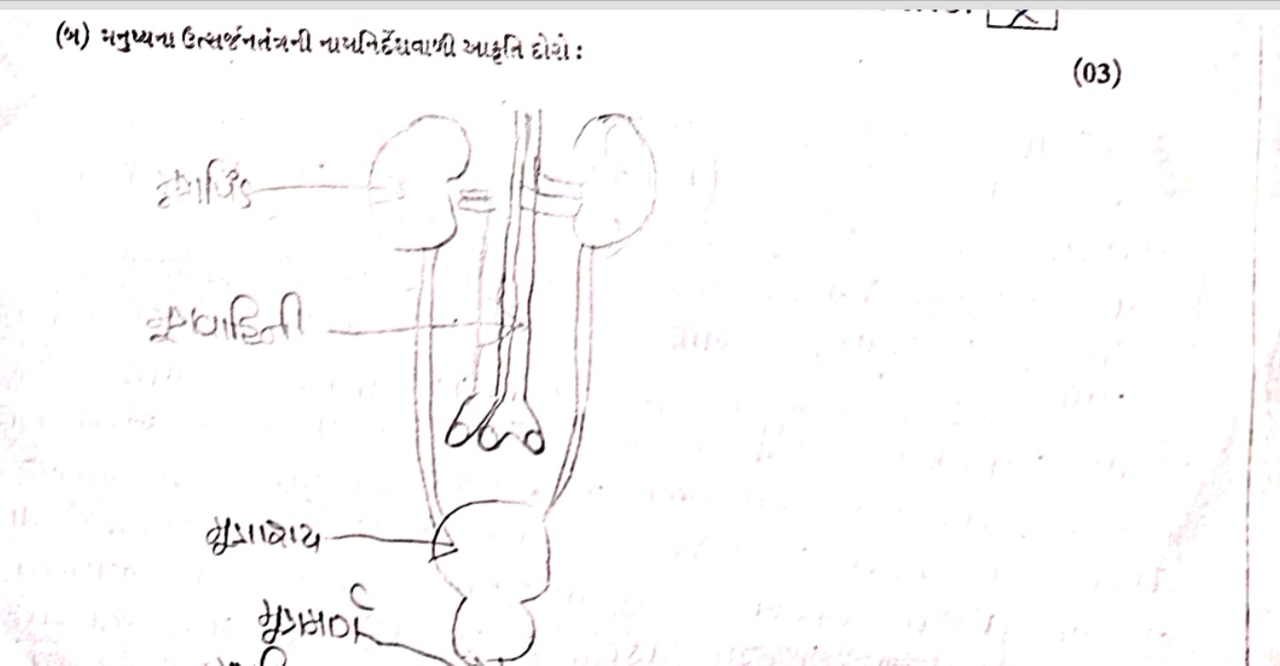 (બ) મનુષ્યના ઉત્સર્જનતંત્રની નામનિર્દેશવાળી આકૃતિ દોરો :
(03)
મૂત્રપિંડ
મૂત્રવાહિની
મૂત્રાશય
મૂત્રમાર્ગ